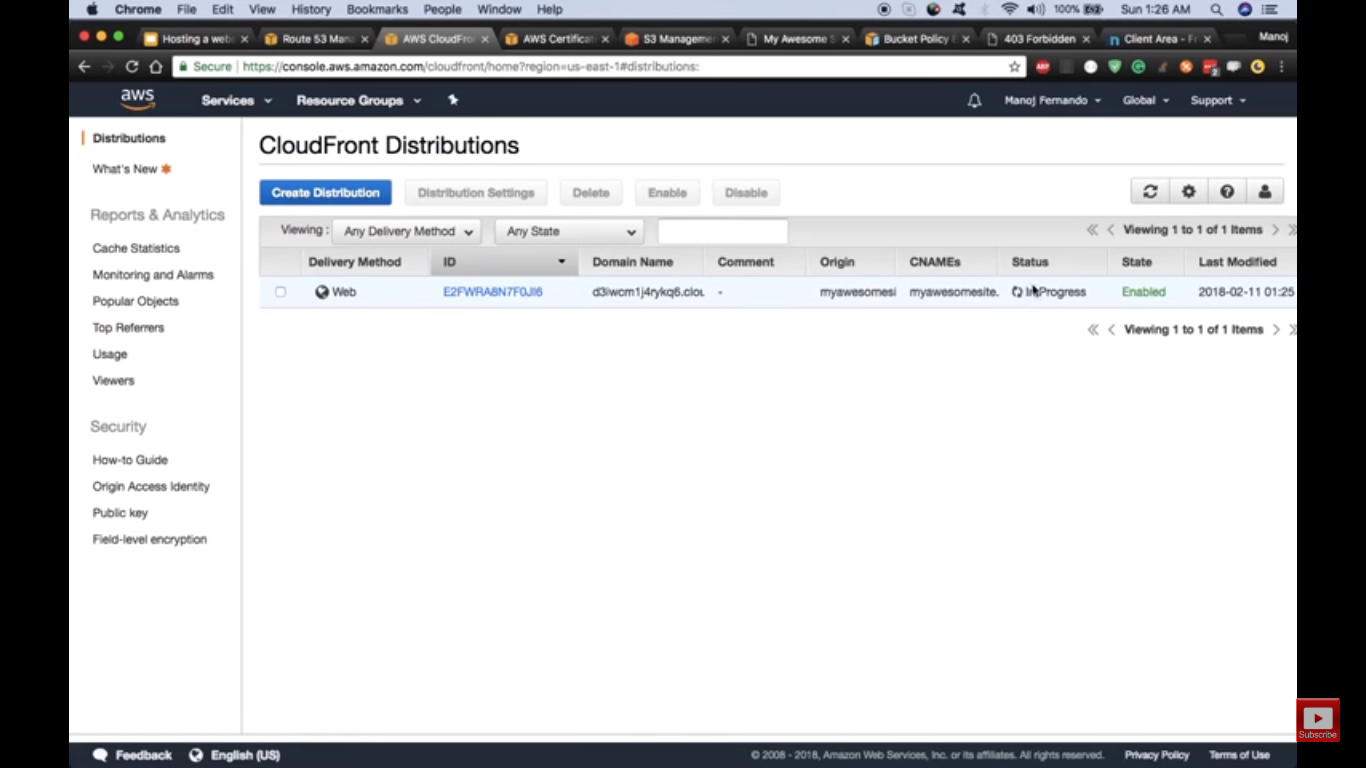 Chrome File Edit View History Bookmarks People Window Help 100% Sun 1:26 AM
Hosting a web Route 53 Mana AWS CloudFro AWS Certificat S3 Managemen My Awesome S Bucket Policy 403 Forbidden Client Area - Manoj
Secure https://console.aws.amazon.com/cloudfront/home?region=us-east-1#distributions:
aws Services Resource Groups Manoj Fernando Global Support
Distributions
What's New
Reports & Analytics
Cache Statistics
Monitoring and Alarms
Popular Objects
Top Referrers
Usage
Viewers
Security
How-to Guide
Origin Access Identity
Public key
Field-level encryption
CloudFront Distributions
Create Distribution Distribution Settings Delete Enable Disable
Viewing : Any Delivery Method Any State Viewing 1 to 1 of 1 Items
Delivery Method ID Domain Name Comment Origin CNAMEs Status State Last Modified
Web E2FWRA8N7F0JI6 d3iwcm1j4rykq6.clou - myawesomesi myawesomesite. In Progress Enabled 2018-02-11 01:25
Viewing 1 to 1 of 1 Items
Feedback English (US) © 2008 - 2018, Amazon Web Services, Inc. or its affiliates. All rights reserved. Privacy Policy Terms of Use
Subscribe